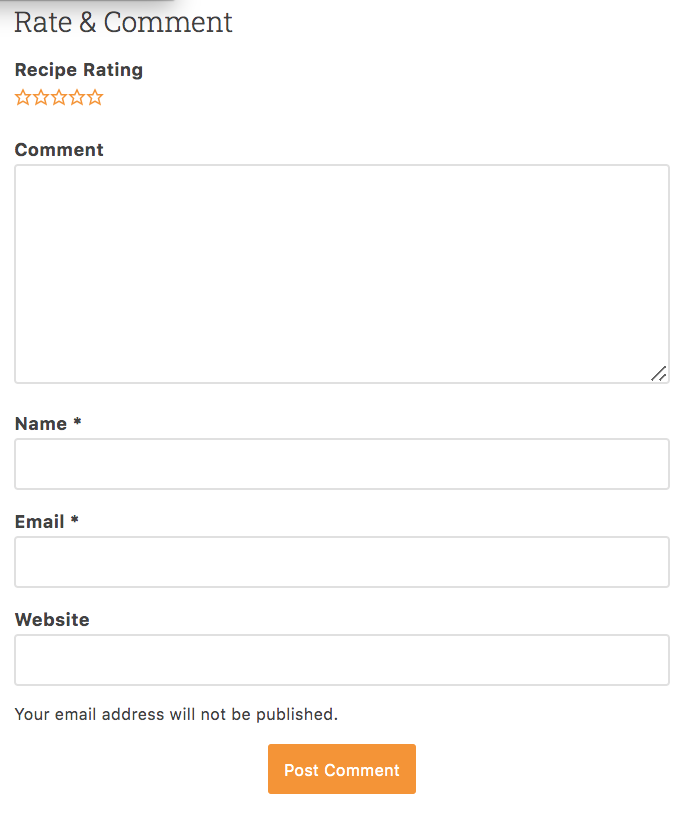 Rate & Comment
Recipe Rating
Comment
Name *
Email *
Website
Your email address will not be published.
Post Comment